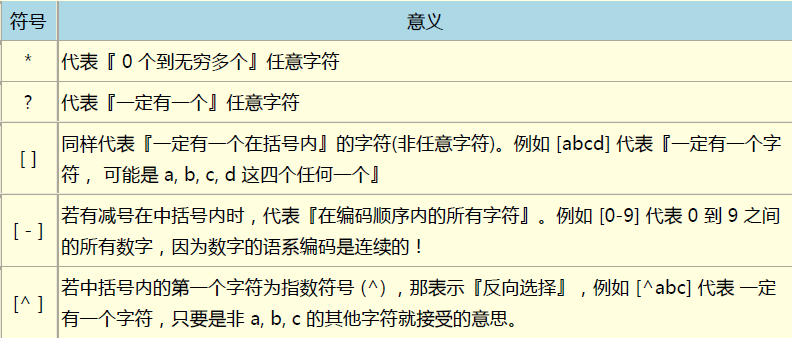 符号 意义
* 代表『 0 个到无穷多个』任意字符
? 代表『一定有一个』任意字符
[ ] 同样代表『一定有一个在括号内』的字符(非任意字符)。例如 [abcd] 代表『一定有一个字
符， 可能是 a, b, c, d 这四个任何一个』
[ - ] 若有减号在中括号内时，代表『在编码顺序内的所有字符』。例如 [0-9] 代表 0 到 9 之间
的所有数字，因为数字的语系编码是连续的！
[^ ] 若中括号内的第一个字符为指数符号 (^) ，那表示『反向选择』，例如 [^abc] 代表 一定
有一个字符，只要是非 a, b, c 的其他字符就接受的意思。